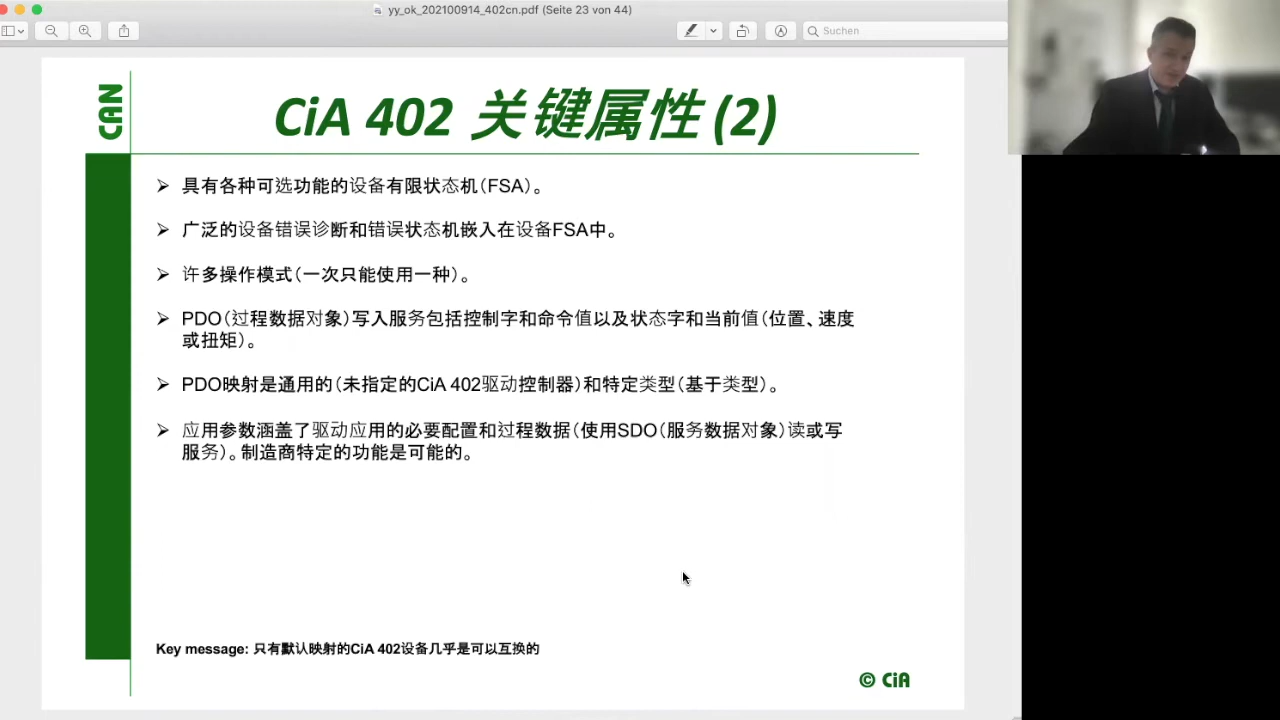 yy_ok_202100914_402cn.pdf (Seite 23 von 44)
Suchen
CAN
CiA 402 关键属性 (2)
➢ 具有各种可选功能的设备有限状态机(FSA)。
➢ 广泛的设备错误诊断和错误状态机嵌入在设备FSA中。
➢ 许多操作模式(一次只能使用一种)。
➢ PDO(过程数据对象)写入服务包括控制字和命令值以及状态字和当前值(位置、速度
或扭矩)。
➢ PDO映射是通用的(未指定的CiA 402驱动控制器)和特定类型(基于类型)。
➢ 应用参数涵盖了驱动应用的必要配置和过程数据(使用SDO(服务数据对象)读或写
服务)。制造商特定的功能是可能的。
Key message: 只有默认映射的CiA 402设备几乎是可以互换的
© CiA